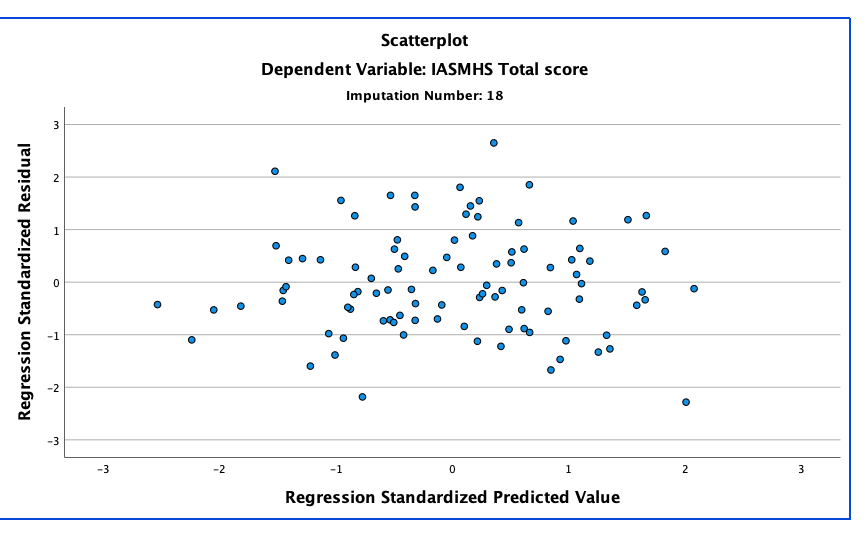 Scatterplot
Dependent Variable: IASMHS Total score
Imputation Number: 18
Regression Standardized Residual
3
2
1
0
-1
-2
-3
-3 -2 -1 0 1 2 3
Regression Standardized Predicted Value